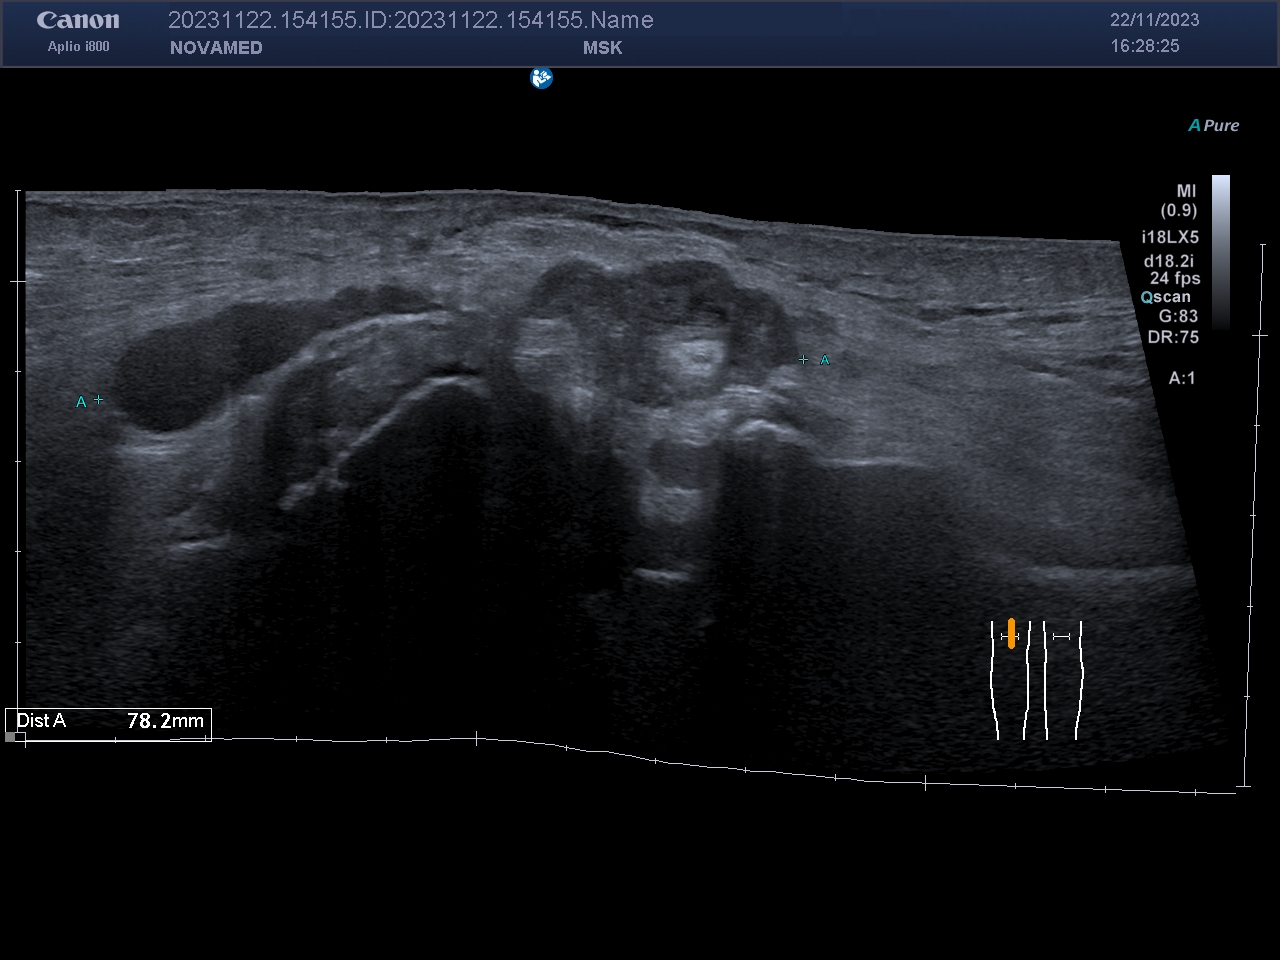 Canon
Aplio i800
20231122.154155.ID:20231122.154155.Name
NOVAMED
MSK
22/11/2023
16:28:25
A Pure
MI
(0.9)
i18LX5
d18.2i
24 fps
Qscan
G:83
DR:75
A:1
A
A
Dist A 78.2mm